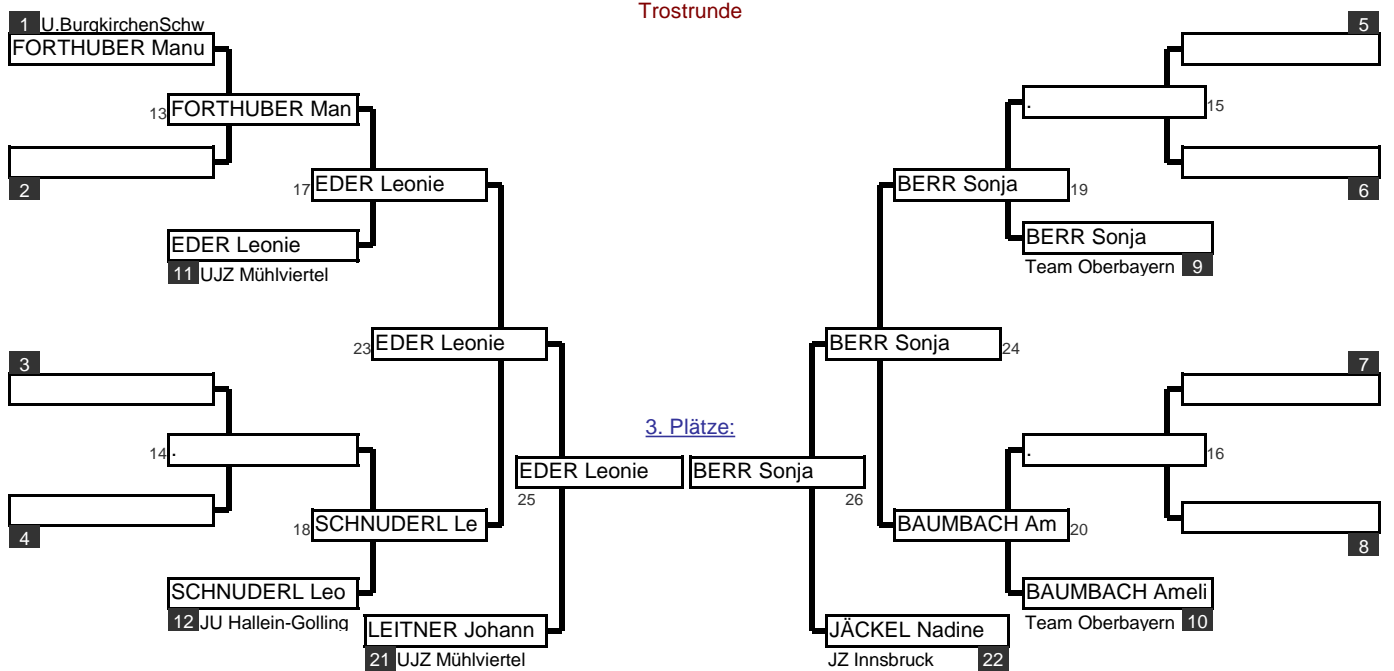 Trostrunde
1 U.BurgkirchenSchw
5
FORTHUBER Manu
13 FORTHUBER Man
. 15
2
6
17 EDER Leonie
BERR Sonja 19
EDER Leonie
BERR Sonja
11 UJZ Mühlviertel
Team Oberbayern 9
23 EDER Leonie
BERR Sonja 24
3
7
3. Plätze:
14 .
. 16
EDER Leonie
BERR Sonja
25
26
4
8
18 SCHNUDERL Le
BAUMBACH Am 20
SCHNUDERL Leo
BAUMBACH Ameli
12 JU Hallein-Golling
Team Oberbayern 10
LEITNER Johann
JÄCKEL Nadine
21 UJZ Mühlviertel
JZ Innsbruck 22